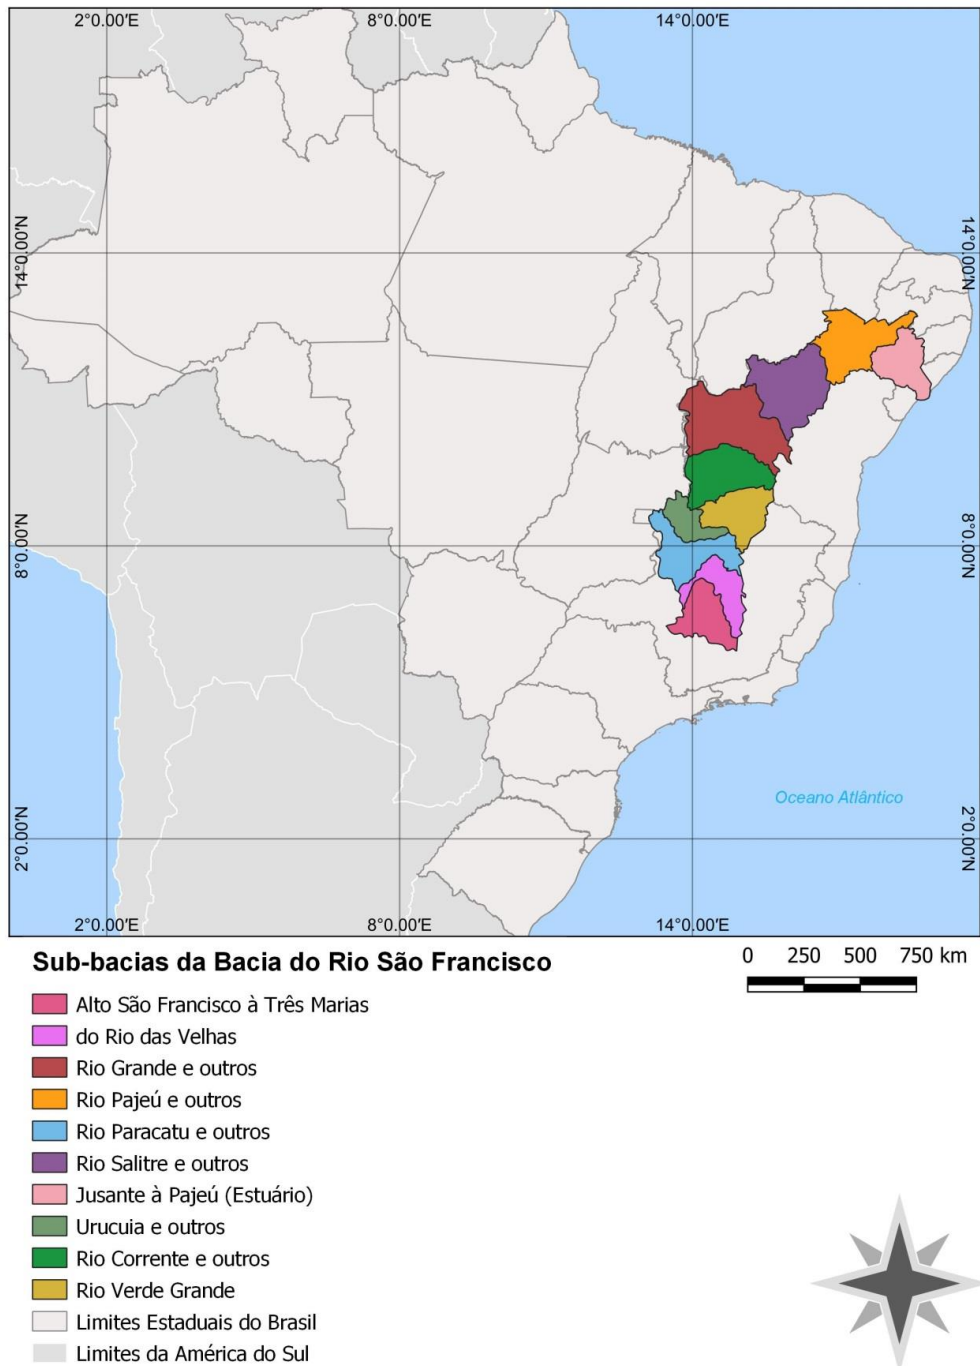 2°0.00'E 8°0.00'E 14°0.00'E
14°0.00'N 14°0.00'N
8°0.00'N 8°0.00'N
Oceano Atlântico
2°0.00'N 2°0.00'N
2°0.00'E 8°0.00'E 14°0.00'E
Sub-bacias da Bacia do Rio São Francisco
0 250 500 750 km
Alto São Francisco à Três Marias
do Rio das Velhas
Rio Grande e outros
Rio Pajeú e outros
Rio Paracatu e outros
Rio Salitre e outros
Jusante à Pajeú (Estuário)
Urucuia e outros
Rio Corrente e outros
Rio Verde Grande
Limites Estaduais do Brasil
Limites da América do Sul